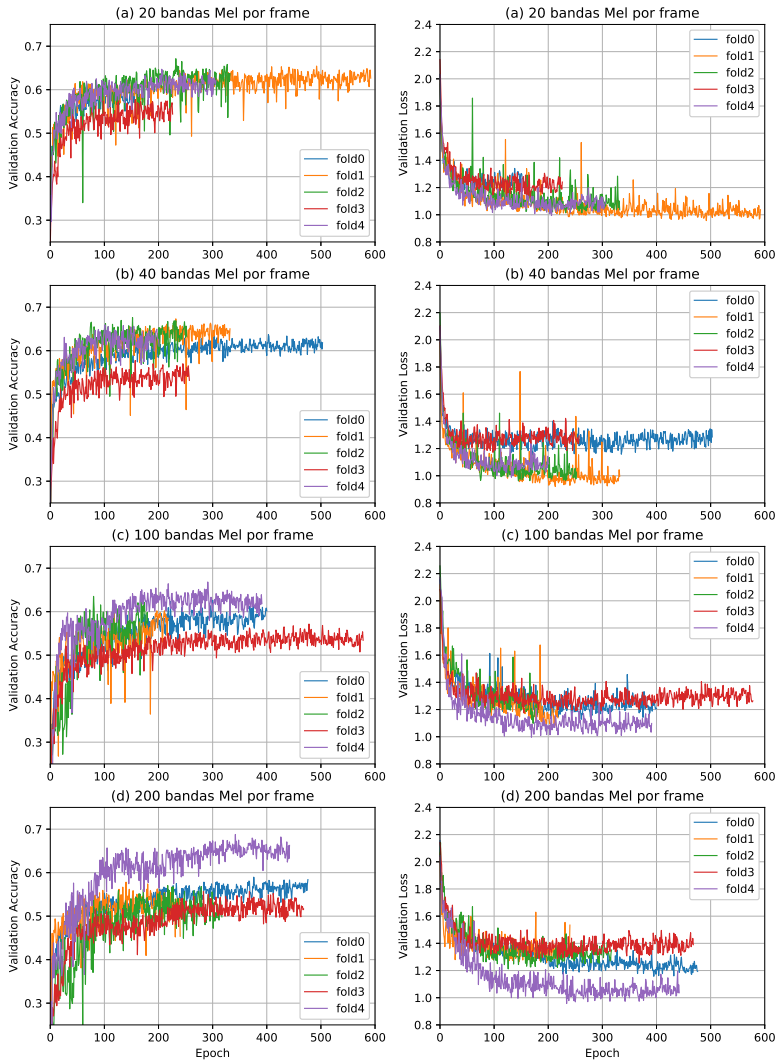 (a) 20 bandas Mel por frame
0.7
0.6
0.5
0.4
0.3
Validation Accuracy
fold0
fold1
fold2
fold3
fold4
0 100 200 300 400 500 600
(a) 20 bandas Mel por frame
2.4
2.2
2.0
1.8
1.6
1.4
1.2
1.0
0.8
Validation Loss
fold0
fold1
fold2
fold3
fold4
0 100 200 300 400 500 600
(b) 40 bandas Mel por frame
0.7
0.6
0.5
0.4
0.3
Validation Accuracy
fold0
fold1
fold2
fold3
fold4
0 100 200 300 400 500 600
(b) 40 bandas Mel por frame
2.4
2.2
2.0
1.8
1.6
1.4
1.2
1.0
0.8
Validation Loss
fold0
fold1
fold2
fold3
fold4
0 100 200 300 400 500 600
(c) 100 bandas Mel por frame
0.7
0.6
0.5
0.4
0.3
Validation Accuracy
fold0
fold1
fold2
fold3
fold4
0 100 200 300 400 500 600
(c) 100 bandas Mel por frame
2.4
2.2
2.0
1.8
1.6
1.4
1.2
1.0
0.8
Validation Loss
fold0
fold1
fold2
fold3
fold4
0 100 200 300 400 500 600
(d) 200 bandas Mel por frame
0.7
0.6
0.5
0.4
0.3
Validation Accuracy
fold0
fold1
fold2
fold3
fold4
0 100 200 300 400 500 600
Epoch
(d) 200 bandas Mel por frame
2.4
2.2
2.0
1.8
1.6
1.4
1.2
1.0
0.8
Validation Loss
fold0
fold1
fold2
fold3
fold4
0 100 200 300 400 500 600
Epoch